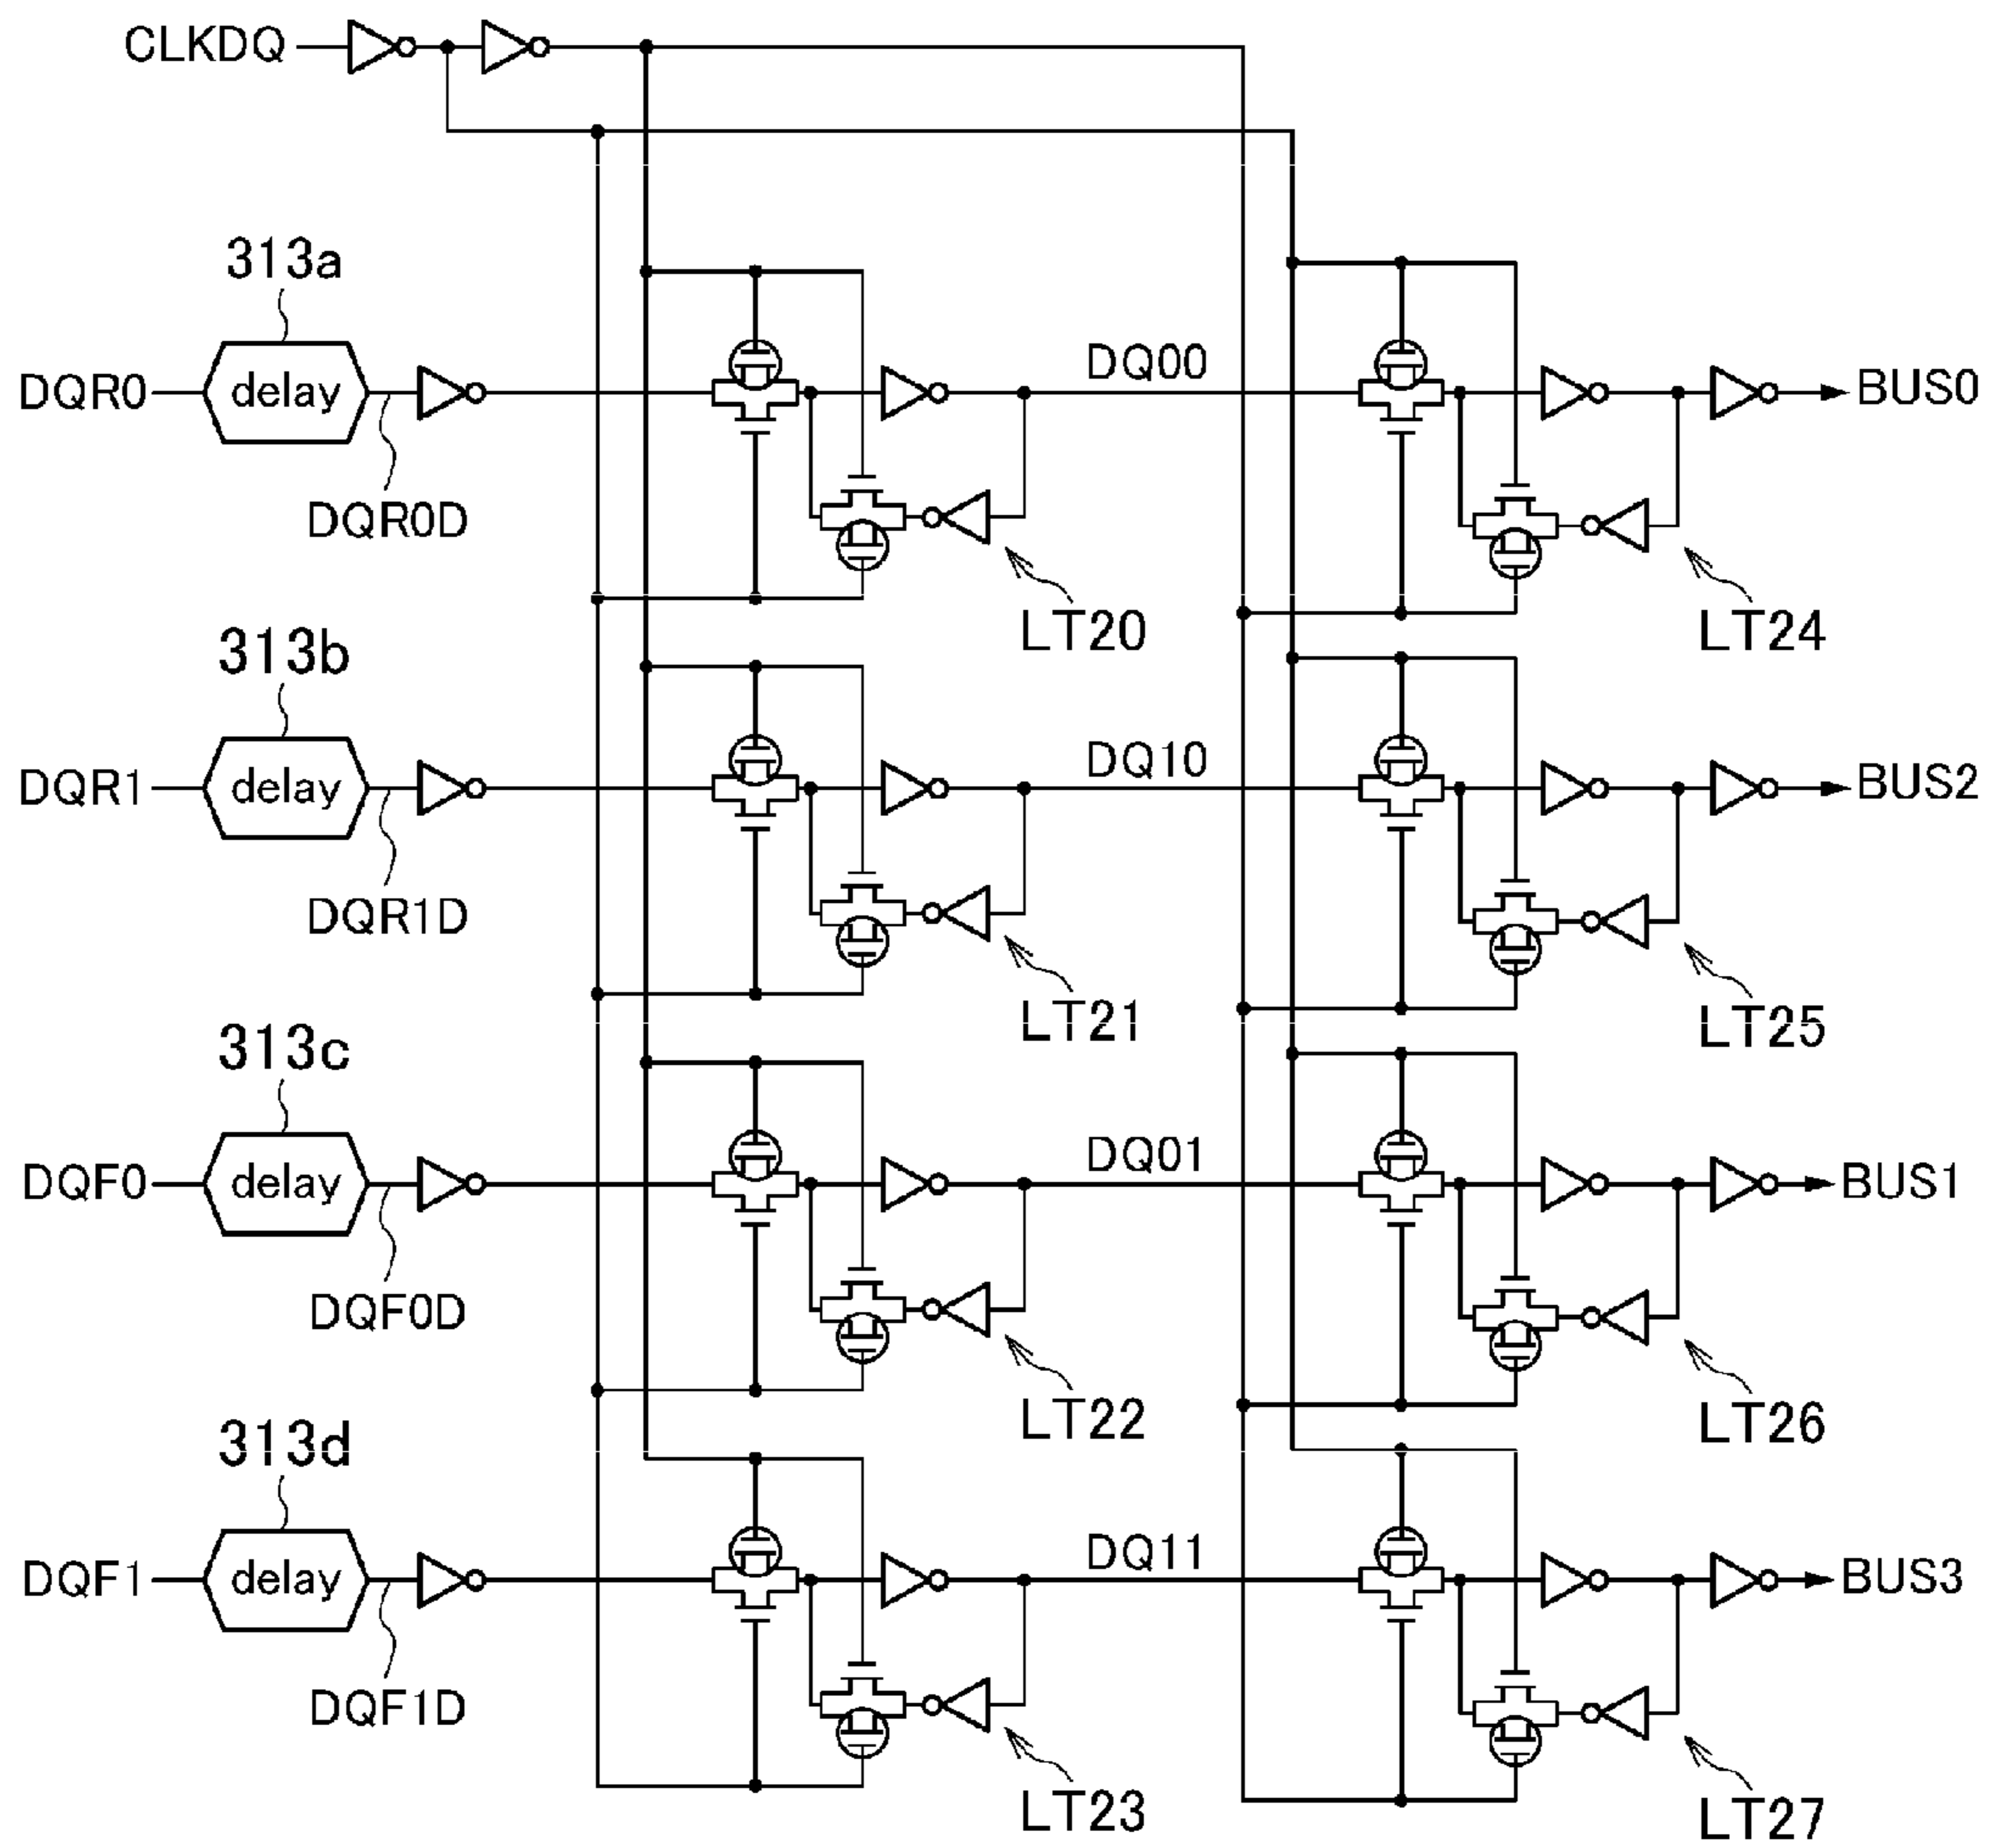 CLKDQ
313a
DQR0
delay
DQR0D
DQ00
LT20
BUS0
LT24
313b
DQR1
delay
DQR1D
DQ10
LT21
BUS2
LT25
313c
DQF0
delay
DQF0D
DQ01
LT22
BUS1
LT26
313d
DQF1
delay
DQF1D
DQ11
LT23
BUS3
LT27